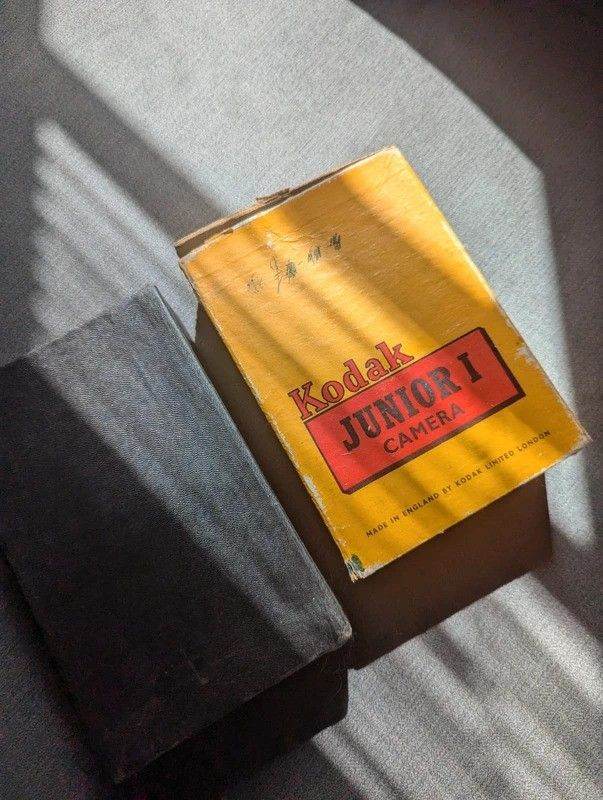 Kodak
JUNIOR I
CAMERA
MADE IN ENGLAND BY KODAK LIMITED LONDON